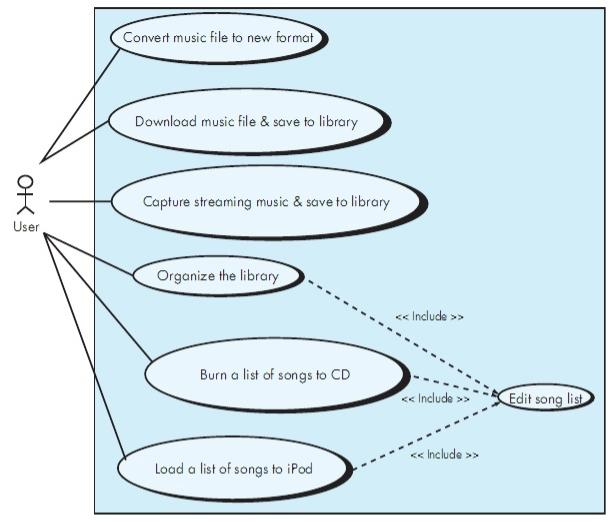 Convert music file to new format
Download music file & save to library
Capture streaming music & save to library
User
Organize the library
<< Include >>
Burn a list of songs to CD
<< Include >>
Edit song list
Load a list of songs to iPod
<< Include >>